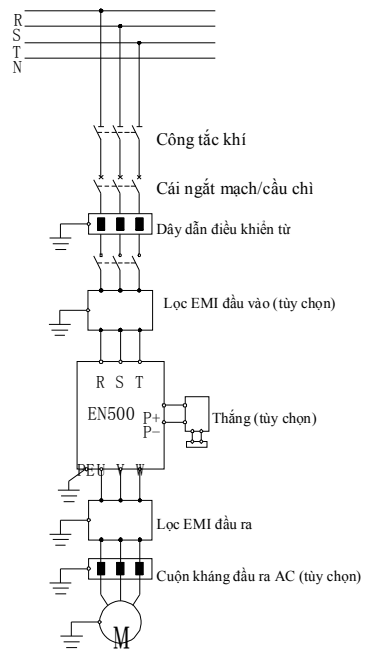 R
S
T
N
Công tắc khí
Cái ngắt mạch/cầu chì
Dây dẫn điều khiển từ
Lọc EMI đầu vào (tùy chọn)
R S T
EN500
P+
P-
Thắng (tùy chọn)
PE U V W
Lọc EMI đầu ra
Cuộn kháng đầu ra AC (tùy chọn)
M